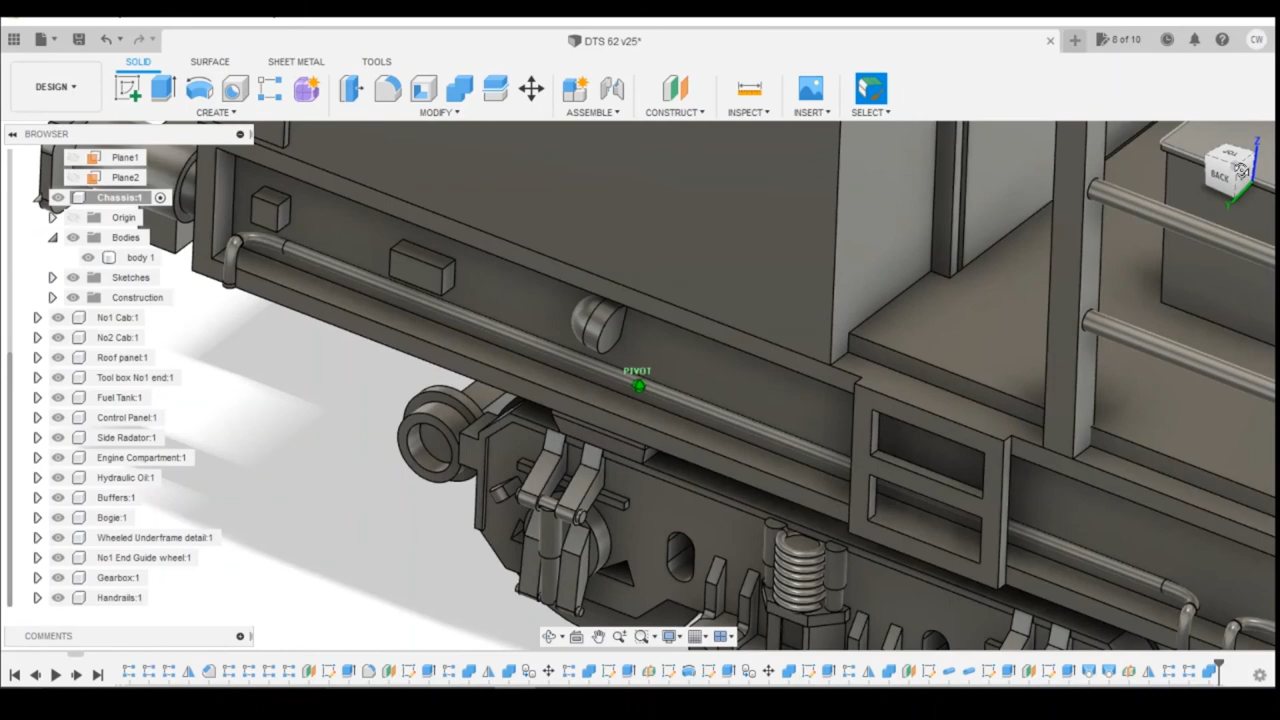 DTS 62 v25*
8 of 10
CW
DESIGN
SOLID
SURFACE
SHEET METAL
TOOLS
CREATE
MODIFY
ASSEMBLE
CONSTRUCT
INSPECT
INSERT
SELECT
BROWSER
Plane1
Plane2
Chassis:1
Origin
Bodies
body 1
Sketches
Construction
No1 Cab:1
No2 Cab:1
Roof panel:1
Tool box No1 end:1
Fuel Tank:1
Control Panel:1
Side Radator:1
Engine Compartment:1
Hydraulic Oil:1
Buffers:1
Bogie:1
Wheeled Underframe detail:1
No1 End Guide wheel:1
Gearbox:1
Handrails:1
PIVOT
TOP
BACK
Z
Y
COMMENTS